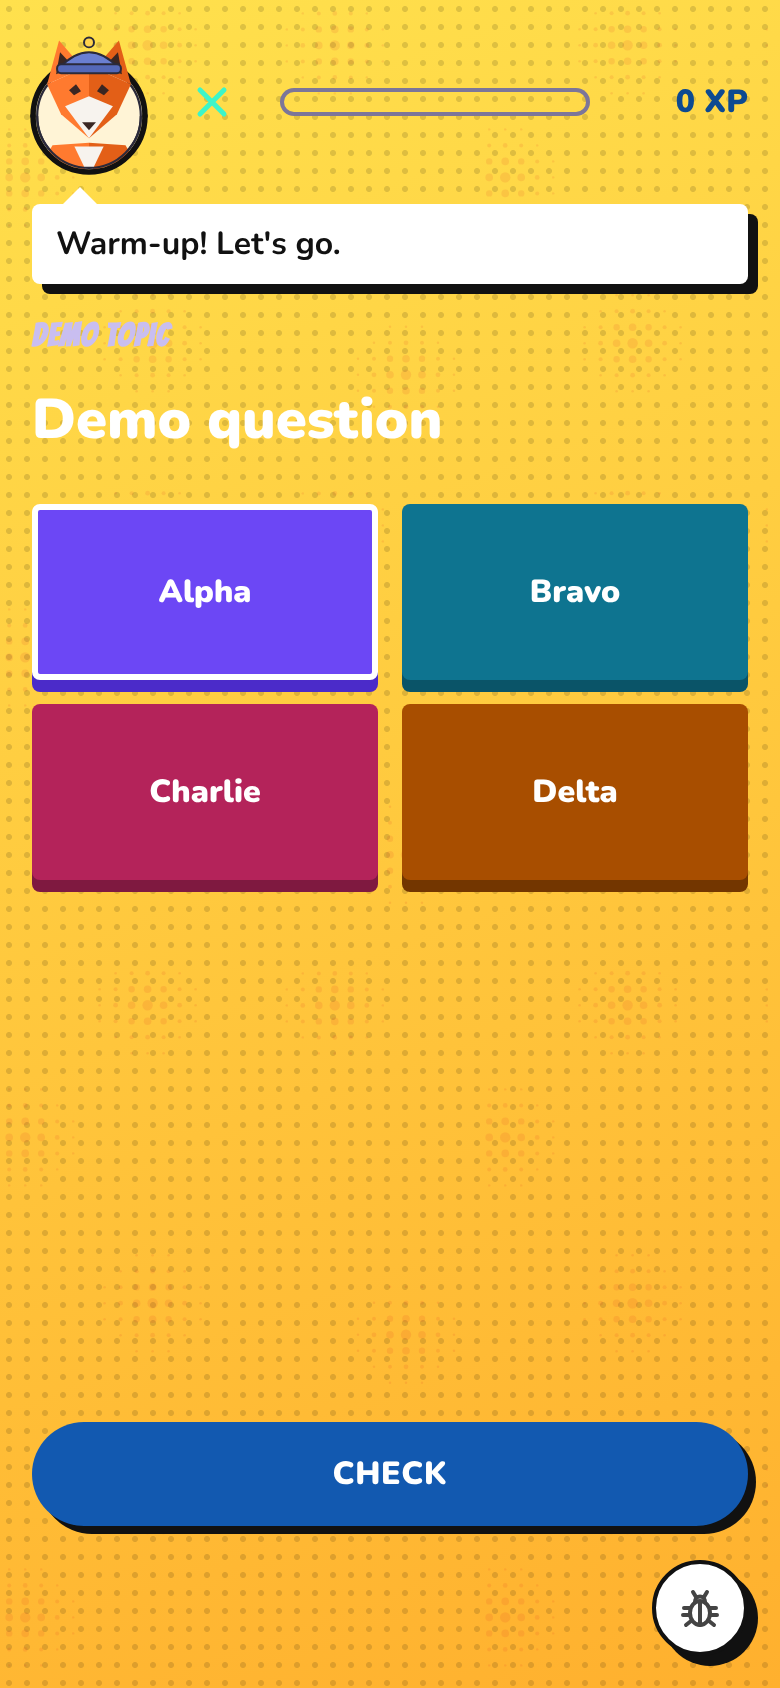 0 XP
Warm-up! Let's go.
DEMO TOPIC
Demo question
Alpha
Bravo
Charlie
Delta
CHECK